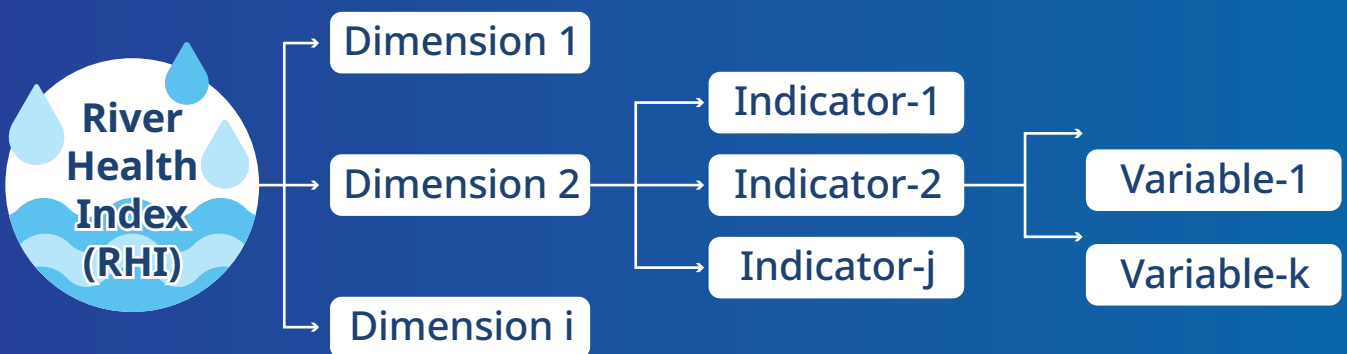 River
Health
Index
(RHI)
Dimension 1
Dimension 2
Dimension i
Indicator-1
Indicator-2
Indicator-j
Variable-1
Variable-k